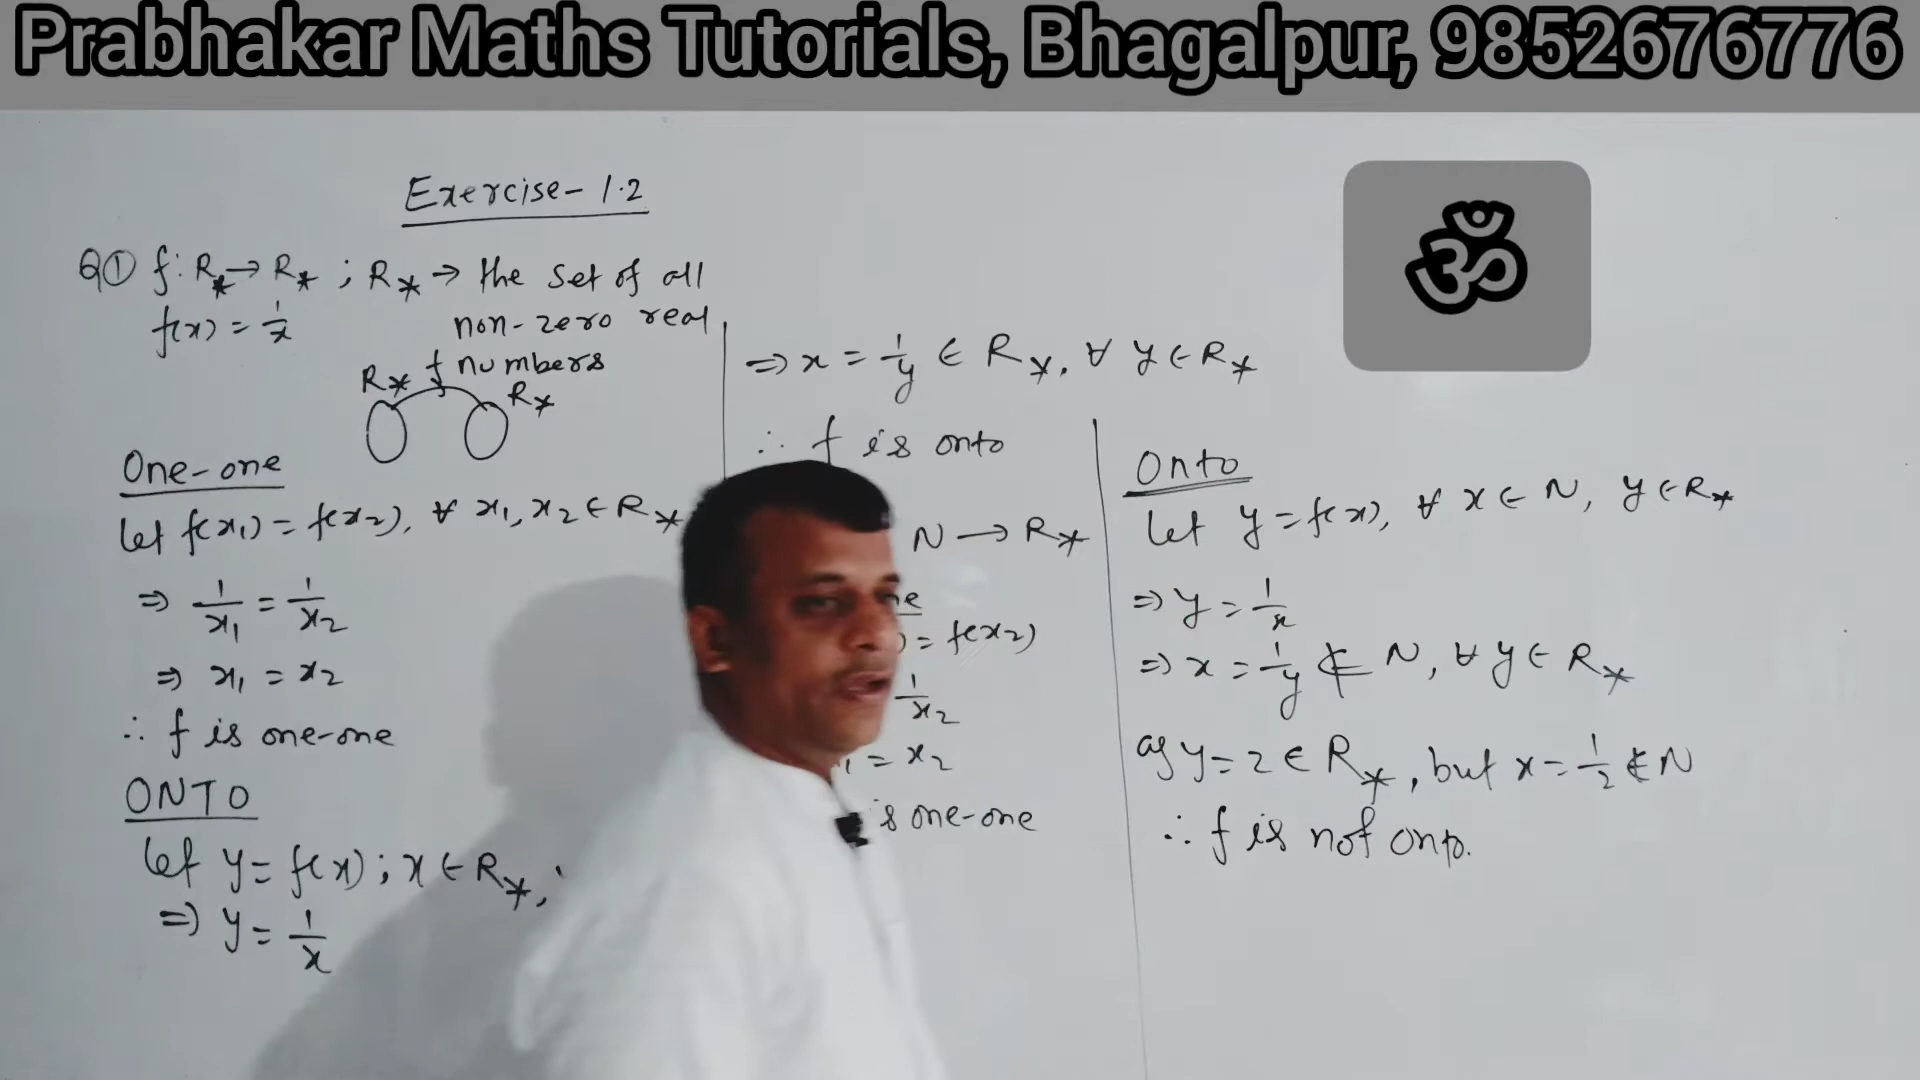 Prabhakar Maths Tutorials, Bhagalpur, 9852676776
ॐ
Exercise- 1.2
Q① f: R* → R* ; R* → the set of all
f(x) = 1/x non-zero real
numbers
R* f R*
One-one
let f(x1) = f(x2), ∀ x1, x2 ∈ R*
⇒ 1/x1 = 1/x2
⇒ x1 = x2
∴ f is one-one
ONTO
let y = f(x) ; x ∈ R*,
⇒ y = 1/x
⇒ x = 1/y ∈ R*, ∀ y ∈ R*
∴ f is onto
N → R*
= f(x2)
1/x2
= x2
one-one
Onto
let y = f(x), ∀ x ∈ N, y ∈ R*
⇒ y = 1/x
⇒ x = 1/y ∉ N, ∀ y ∈ R*
as y = 2 ∈ R*, but x = 1/2 ∉ N
∴ f is not onto.